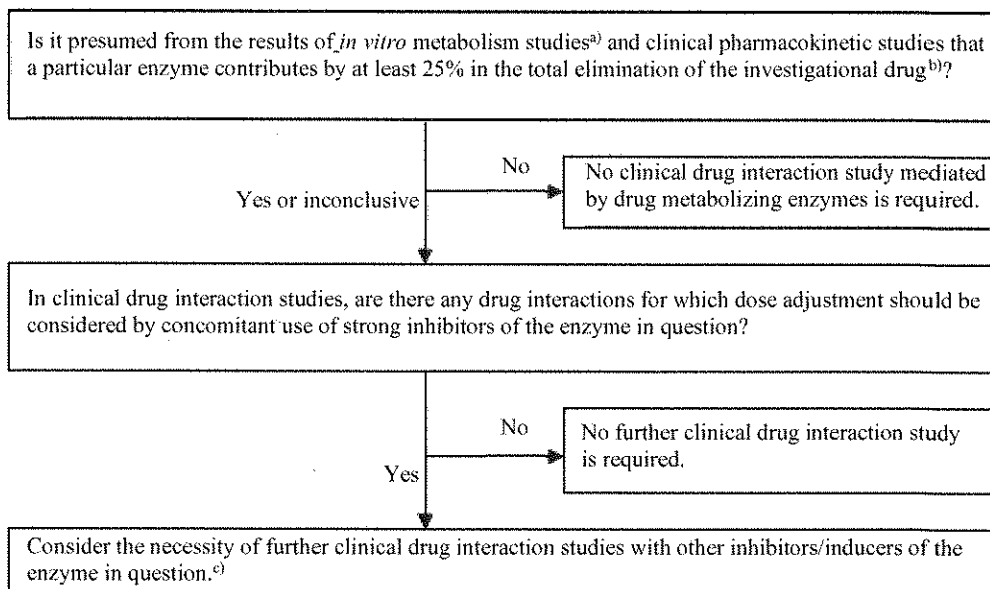 Is it presumed from the results of in vitro metabolism studies a) and clinical pharmacokinetic studies that
a particular enzyme contributes by at least 25% in the total elimination of the investigational drug b)?
No
No clinical drug interaction study mediated
by drug metabolizing enzymes is required.
Yes or inconclusive
In clinical drug interaction studies, are there any drug interactions for which dose adjustment should be
considered by concomitant use of strong inhibitors of the enzyme in question?
No
No further clinical drug interaction study
is required.
Yes
Consider the necessity of further clinical drug interaction studies with other inhibitors/inducers of the
enzyme in question.c)